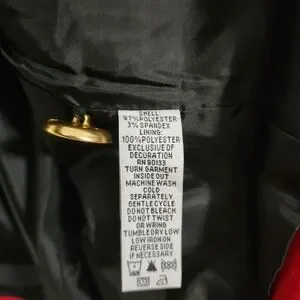 SHELL:
97%POLYESTER
3% SPANDEX
LINING:
100%POLYESTER
EXCLUSIVE OF
DECORATION
RN 90133
TURN GARMENT
INSIDE OUT
MACHINE WASH
COLD
SEPARATELY
GENTLE CYCLE
DO NOT BLEACH
DO NOT TWIST
OR WRING
TUMBLE DRY LOW
LOW IRON ON
REVERSE SIDE
IF NECESSARY